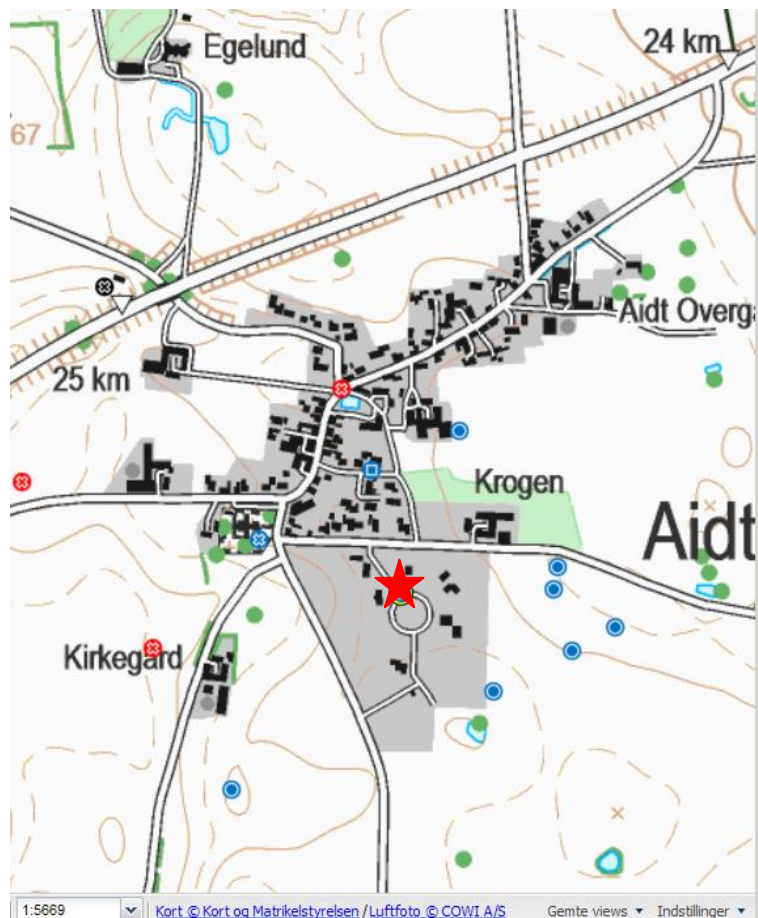 Egelund
24 km
67
Aidt Overga
25 km
Krogen
Aidt
Kirkegård
1:5669
Kort © Kort og Matrikelstyrelsen / Luftfoto © COWI A/S
Gemte views
Indstillinger